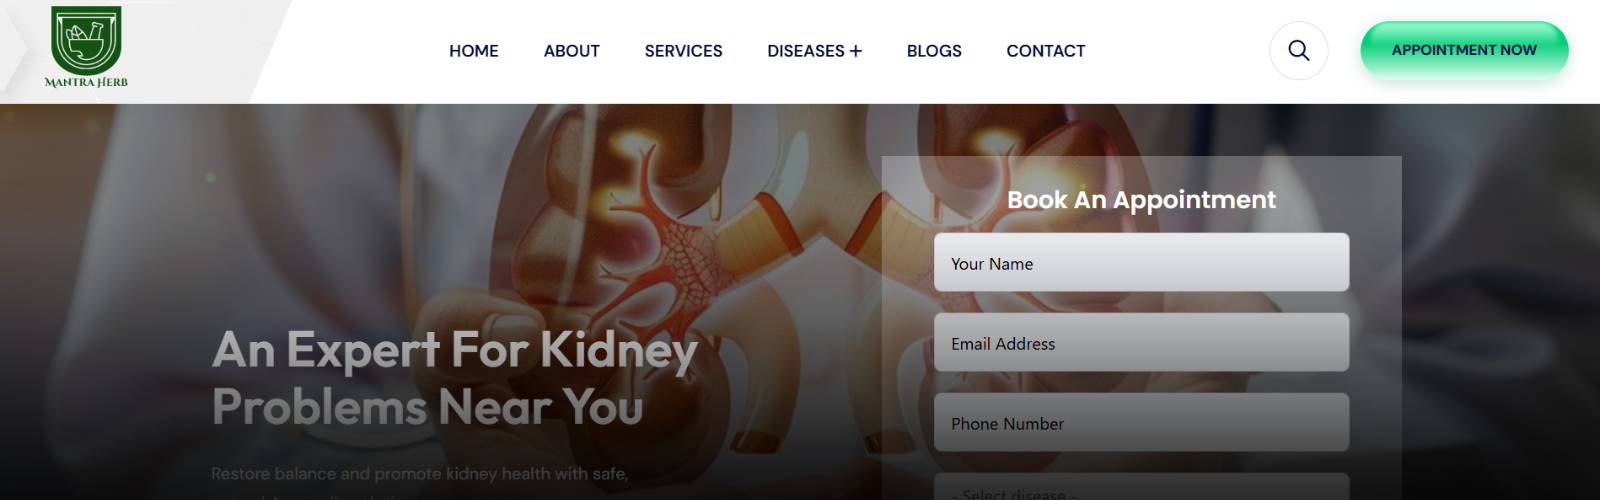 MANTRA HERB
HOME ABOUT SERVICES DISEASES + BLOGS CONTACT
APPOINTMENT NOW
An Expert For Kidney
Problems Near You
Restore balance and promote kidney health with safe,
Book An Appointment
Your Name
Email Address
Phone Number
- Select disease -